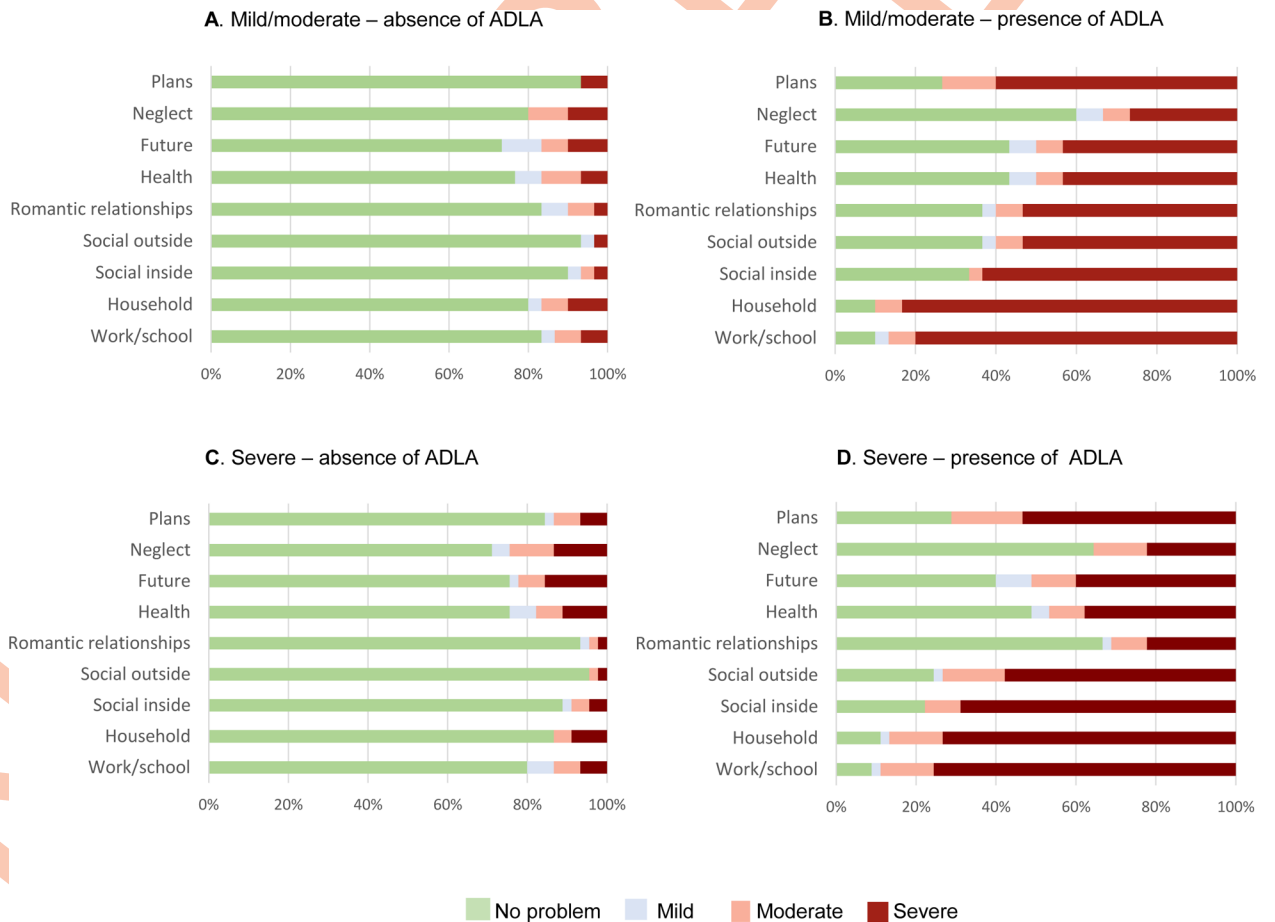 A. Mild/moderate – absence of ADLA
Plans
Neglect
Future
Health
Romantic relationships
Social outside
Social inside
Household
Work/school
0% 20% 40% 60% 80% 100%
B. Mild/moderate – presence of ADLA
Plans
Neglect
Future
Health
Romantic relationships
Social outside
Social inside
Household
Work/school
0% 20% 40% 60% 80% 100%
C. Severe – absence of ADLA
Plans
Neglect
Future
Health
Romantic relationships
Social outside
Social inside
Household
Work/school
0% 20% 40% 60% 80% 100%
D. Severe – presence of ADLA
Plans
Neglect
Future
Health
Romantic relationships
Social outside
Social inside
Household
Work/school
0% 20% 40% 60% 80% 100%
No problem Mild Moderate Severe